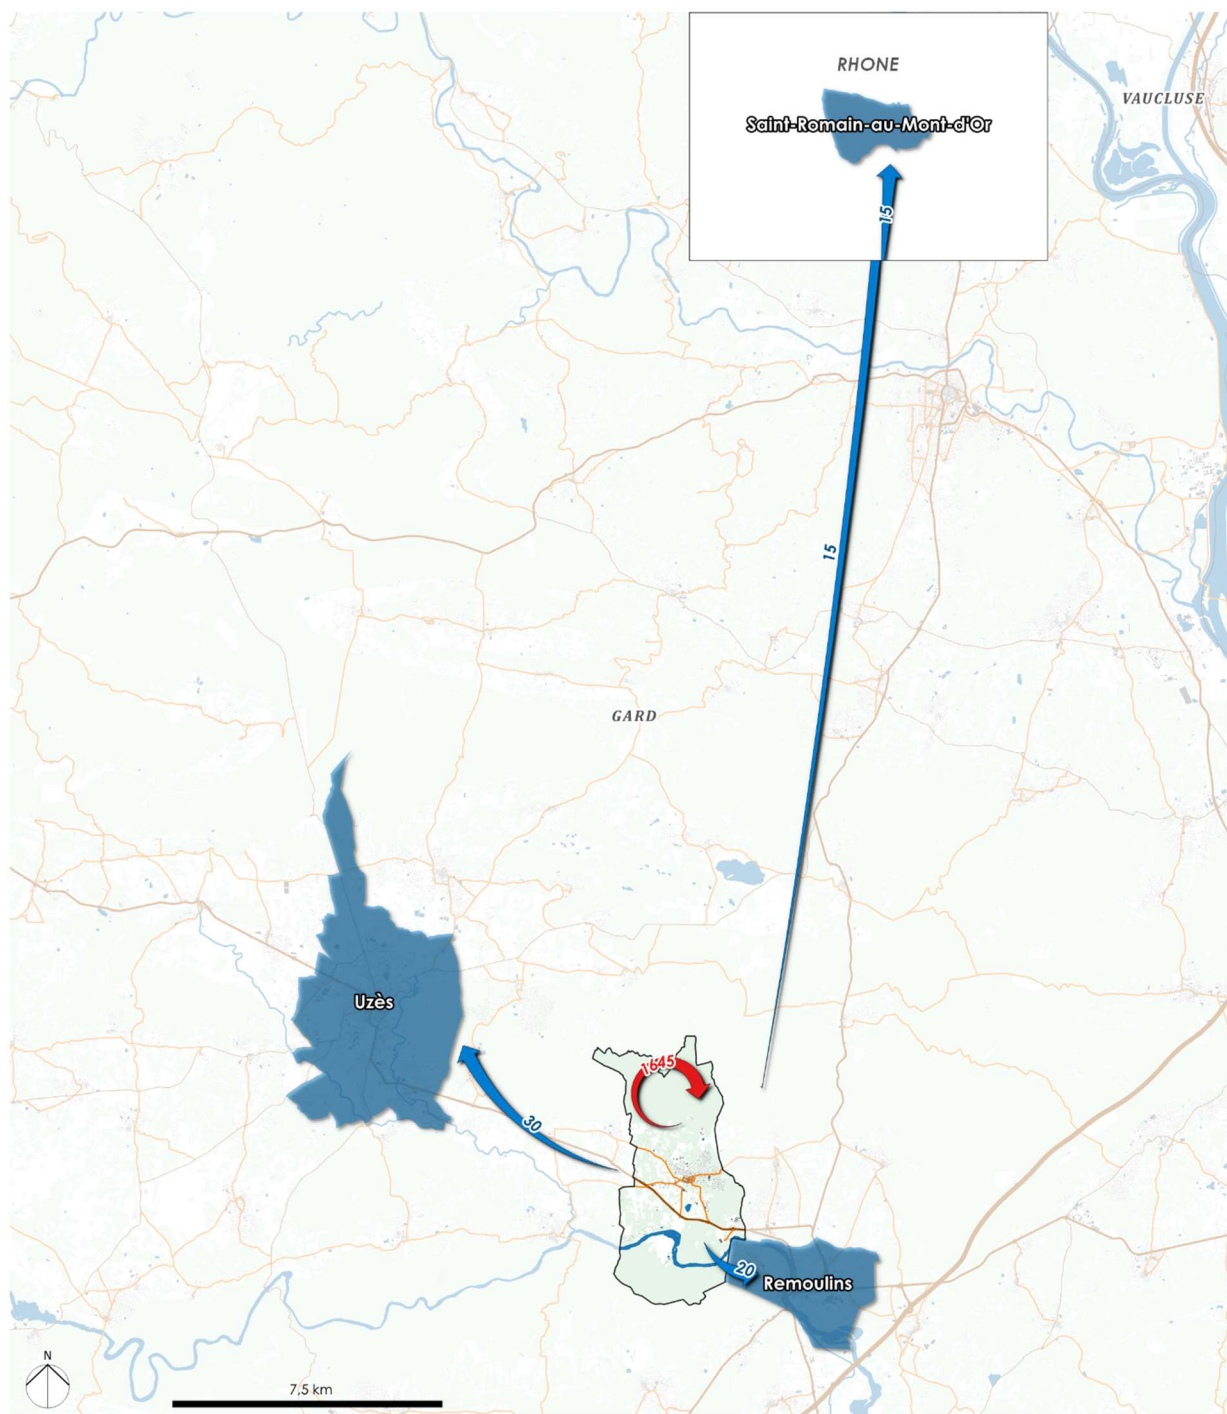 RHONE
VAUCLUSE
Saint-Romain-au-Mont-d'Or
15
15
GARD
Uzès
1645
30
20
Remoulins
N
7,5 km